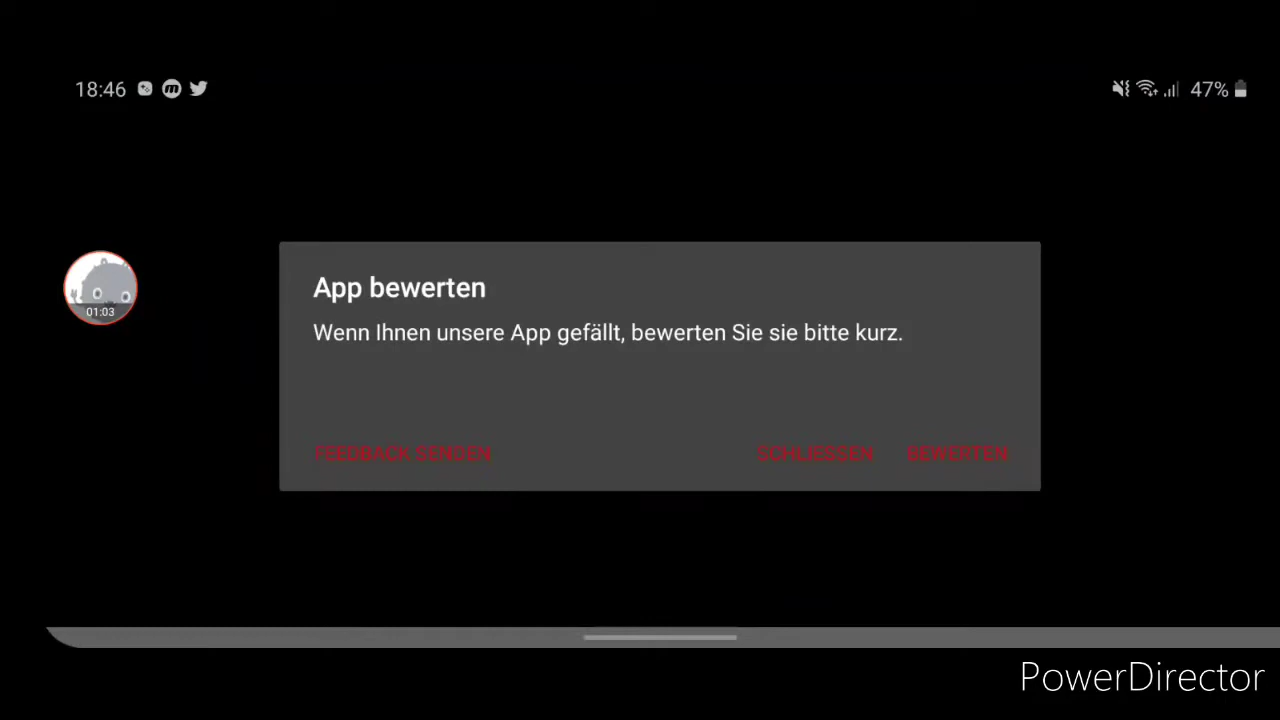 18:46
47%
01:03
App bewerten
Wenn Ihnen unsere App gefällt, bewerten Sie sie bitte kurz.
FEEDBACK SENDEN SCHLIESSEN BEWERTEN
PowerDirector